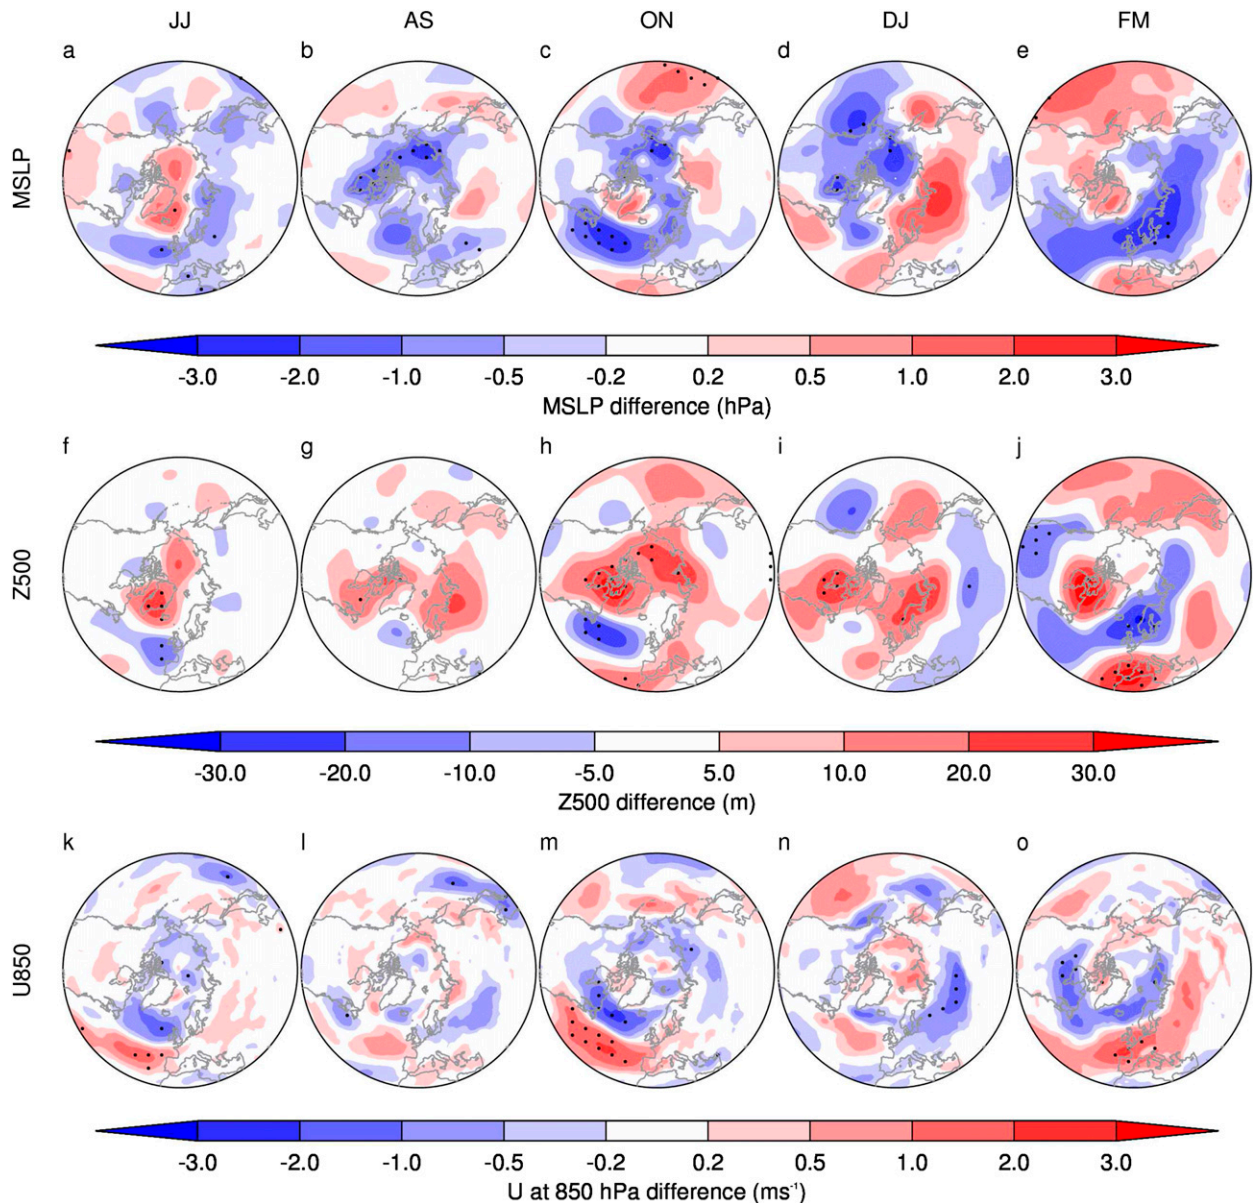 JJ AS ON DJ FM
a b c d e
MSLP
-3.0 -2.0 -1.0 -0.5 -0.2 0.2 0.5 1.0 2.0 3.0
MSLP difference (hPa)
f g h i j
Z500
-30.0 -20.0 -10.0 -5.0 5.0 10.0 20.0 30.0
Z500 difference (m)
k l m n o
U850
-3.0 -2.0 -1.0 -0.5 -0.2 0.2 0.5 1.0 2.0 3.0
U at 850 hPa difference (ms⁻¹)